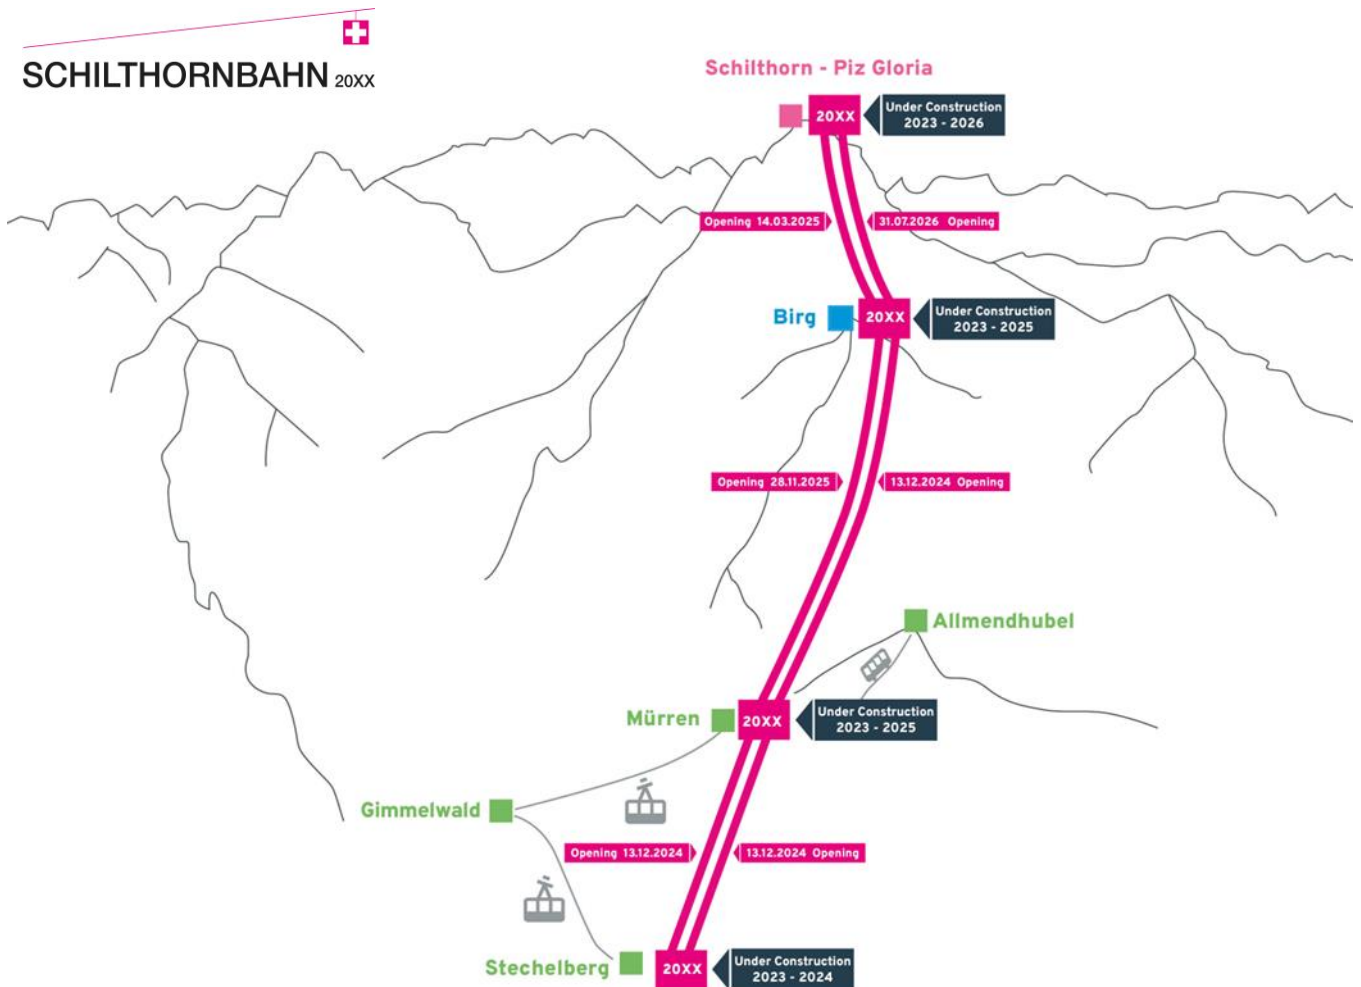 SCHILTHORNBAHN 20XX
Schilthorn - Piz Gloria
20XX
Under Construction
2023 - 2026
Opening 14.03.2025
31.07.2026 Opening
Birg
20XX
Under Construction
2023 - 2025
Opening 28.11.2025
13.12.2024 Opening
Allmendhubel
Mürren
20XX
Under Construction
2023 - 2025
Gimmelwald
Opening 13.12.2024
13.12.2024 Opening
Stechelberg
20XX
Under Construction
2023 - 2024